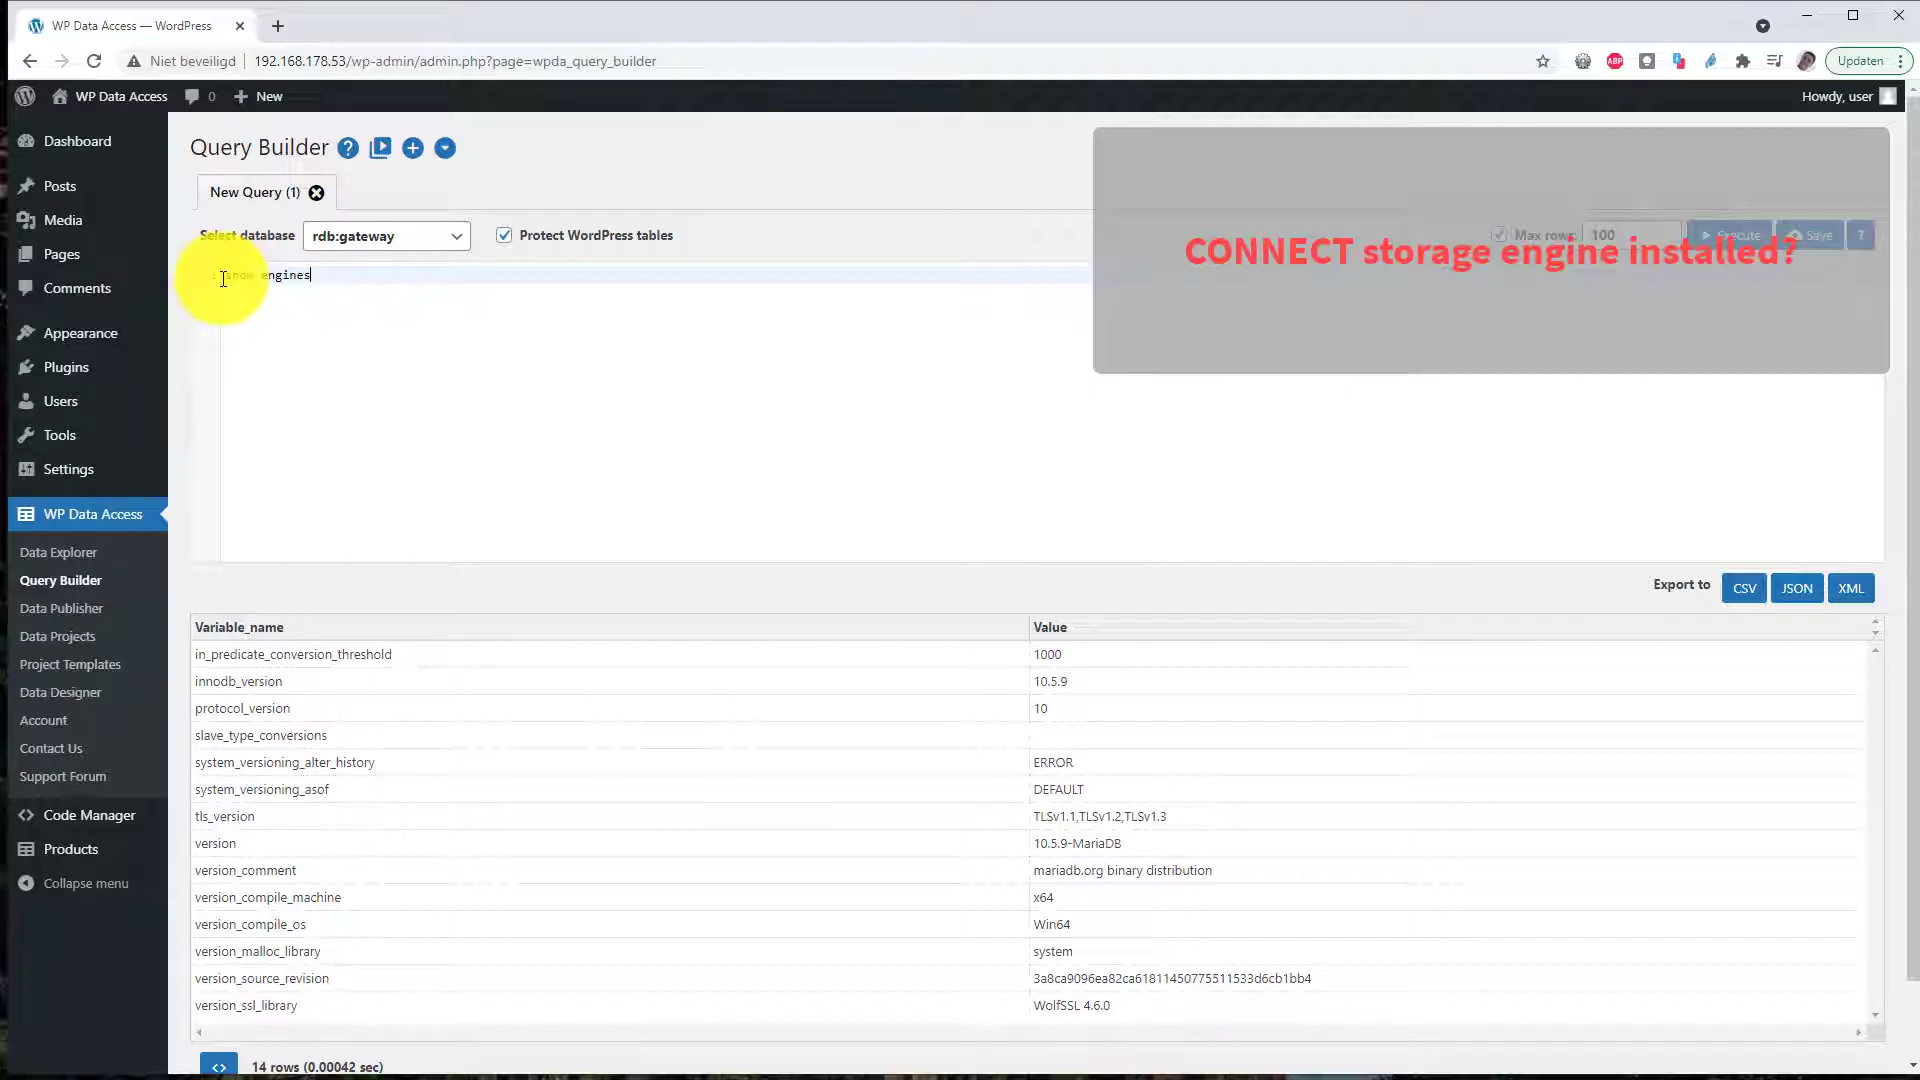 WP Data Access — WordPress
Niet beveiligd
192.168.178.53/wp-admin/admin.php?page=wpda_query_builder
ABP
Updaten
WP Data Access
0
New
Howdy, user
Dashboard
Posts
Media
Pages
Comments
Appearance
Plugins
Users
Tools
Settings
WP Data Access
Data Explorer
Query Builder
Data Publisher
Data Projects
Project Templates
Data Designer
Account
Contact Us
Support Forum
Code Manager
Products
Collapse menu
Query Builder ?
New Query (1)
Select database rdb:gateway Protect WordPress tables
Max rows: 100 Execute Save ?
CONNECT storage engine installed?
show engines
Export to CSV JSON XML
Variable_name Value
in_predicate_conversion_threshold 1000
innodb_version 10.5.9
protocol_version 10
slave_type_conversions
system_versioning_alter_history ERROR
system_versioning_asof DEFAULT
tls_version TLSv1.1,TLSv1.2,TLSv1.3
version 10.5.9-MariaDB
version_comment mariadb.org binary distribution
version_compile_machine x64
version_compile_os Win64
version_malloc_library system
version_source_revision 3a8ca9096ea82ca61811450775511533d6cb1bb4
version_ssl_library WolfSSL 4.6.0
<> 14 rows (0.00042 sec)